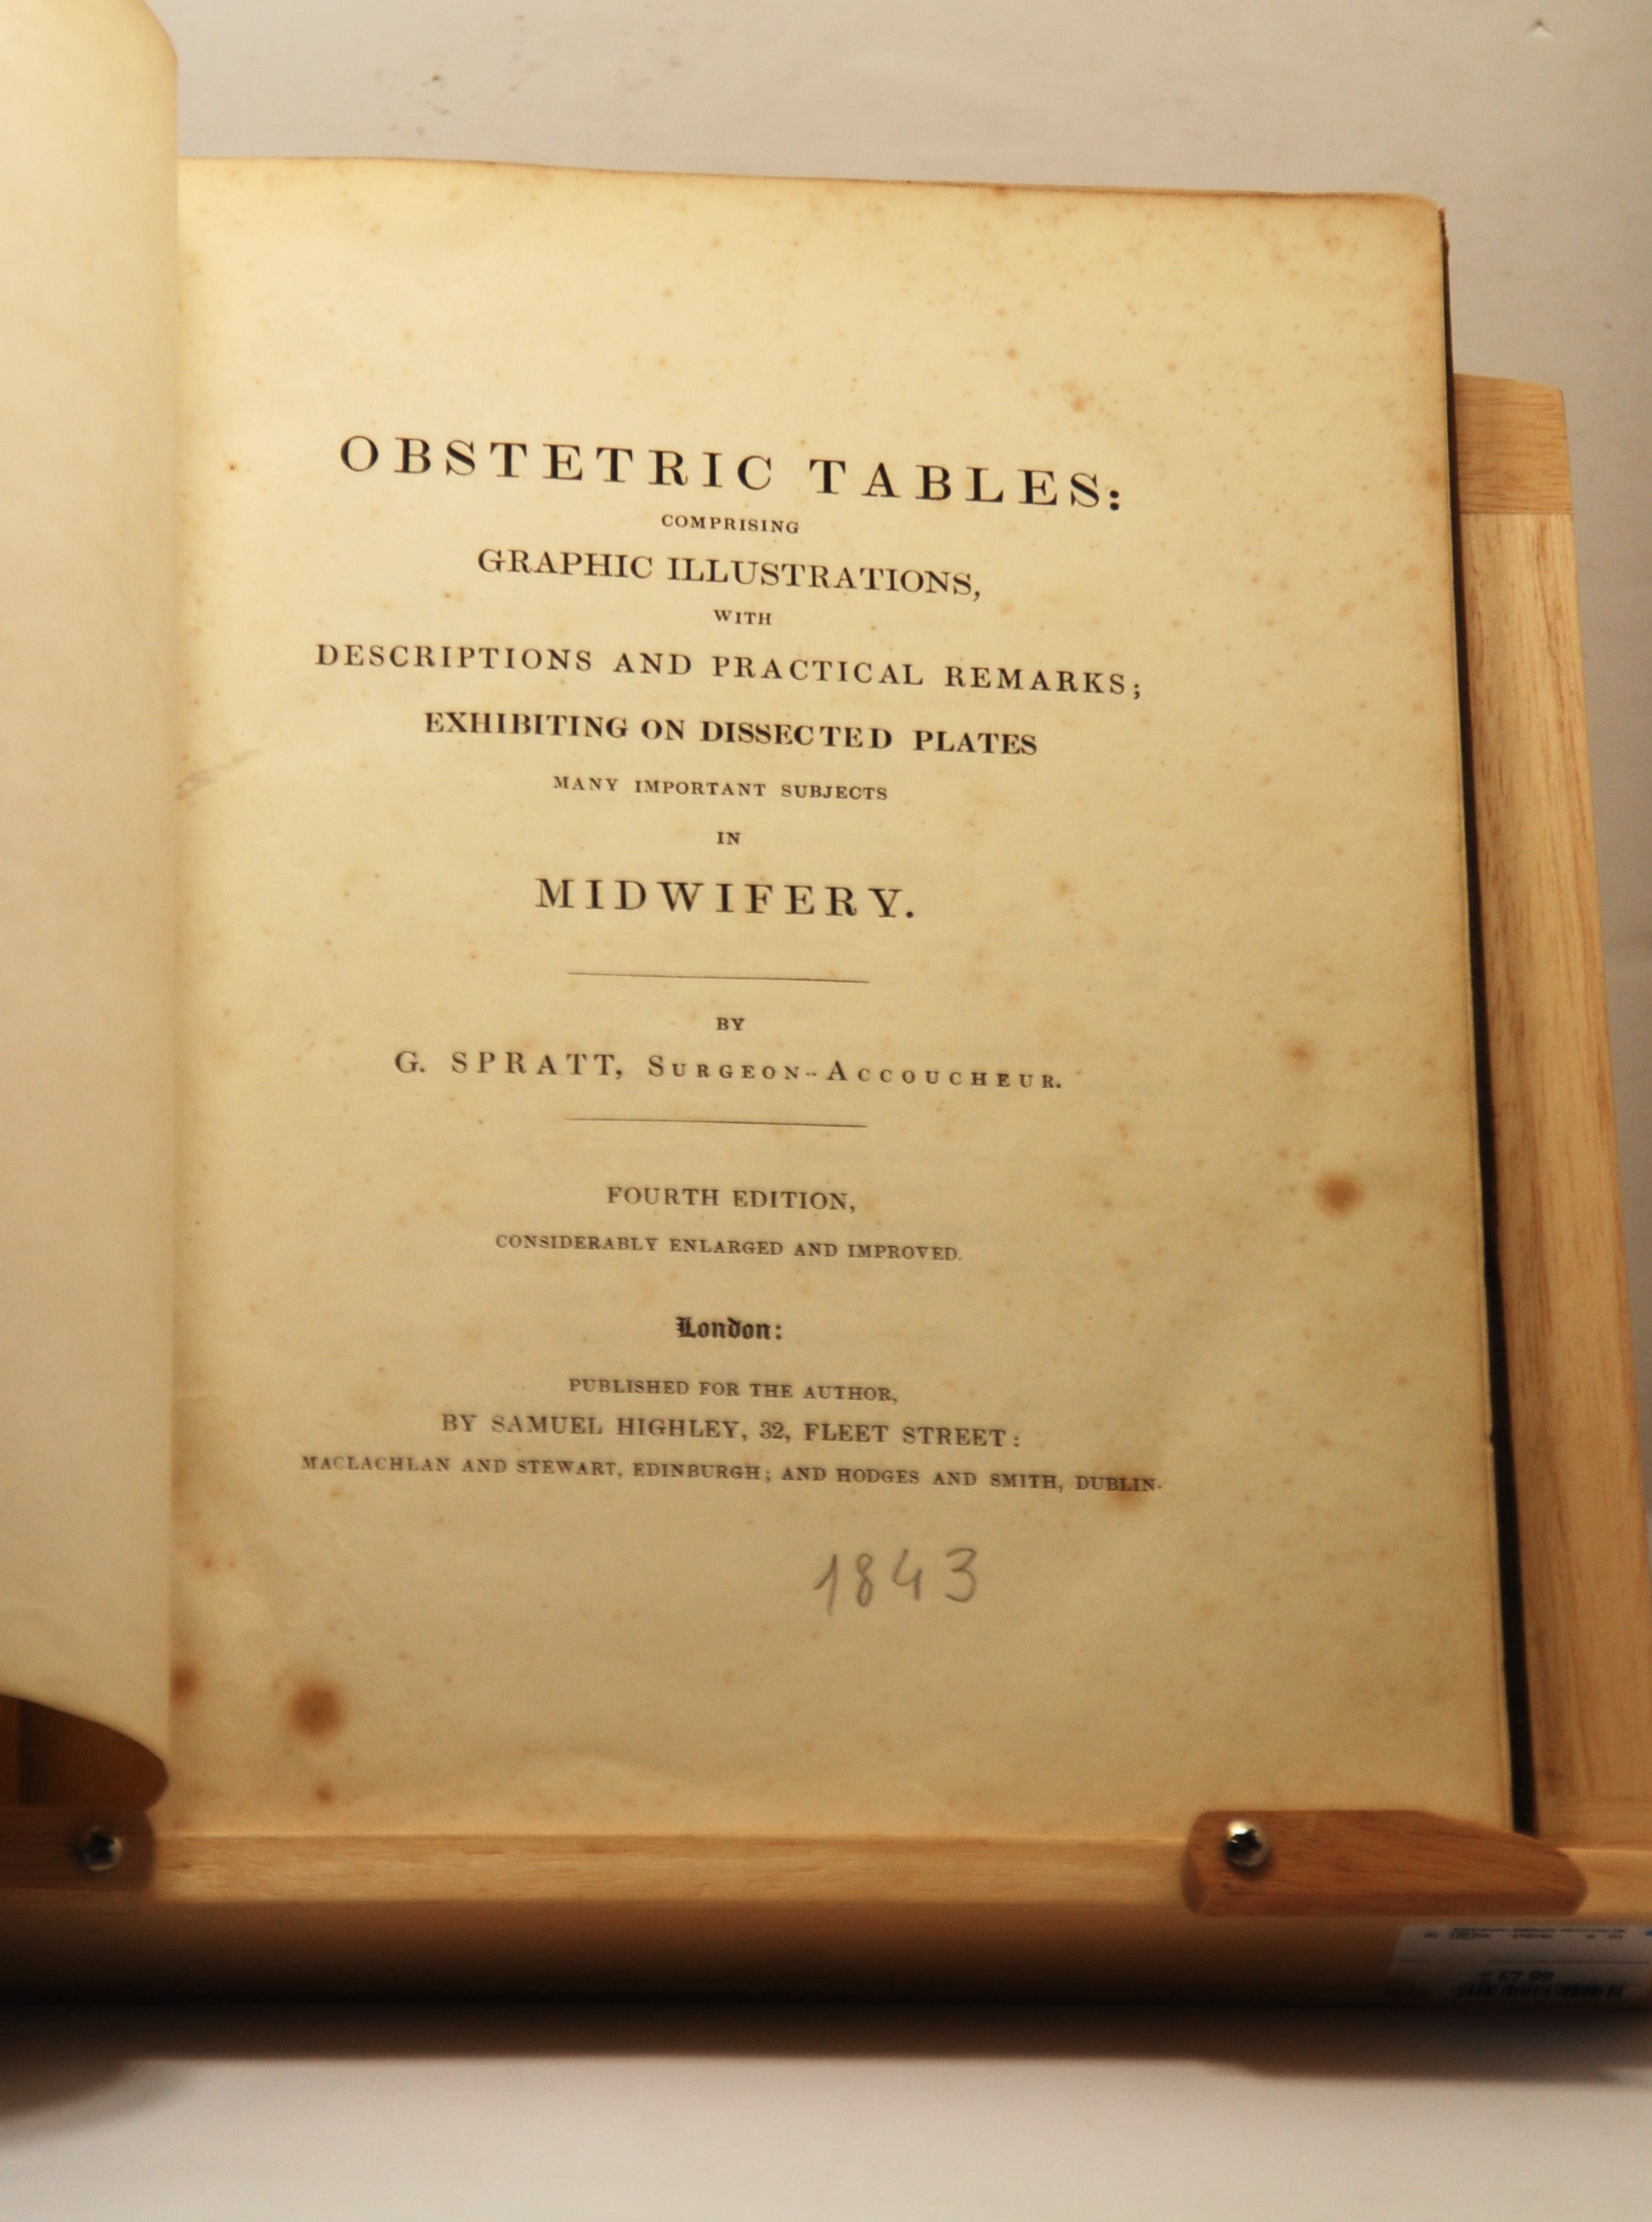 OBSTETRIC TABLES:
COMPRISING
GRAPHIC ILLUSTRATIONS,
WITH
DESCRIPTIONS AND PRACTICAL REMARKS;
EXHIBITING ON DISSECTED PLATES
MANY IMPORTANT SUBJECTS
IN
MIDWIFERY.
BY
G. SPRATT, SURGEON-ACCOUCHEUR.
FOURTH EDITION,
CONSIDERABLY ENLARGED AND IMPROVED.
London:
PUBLISHED FOR THE AUTHOR,
BY SAMUEL HIGHLEY, 32, FLEET STREET:
MACLACHLAN AND STEWART, EDINBURGH; AND HODGES AND SMITH, DUBLIN.
1843